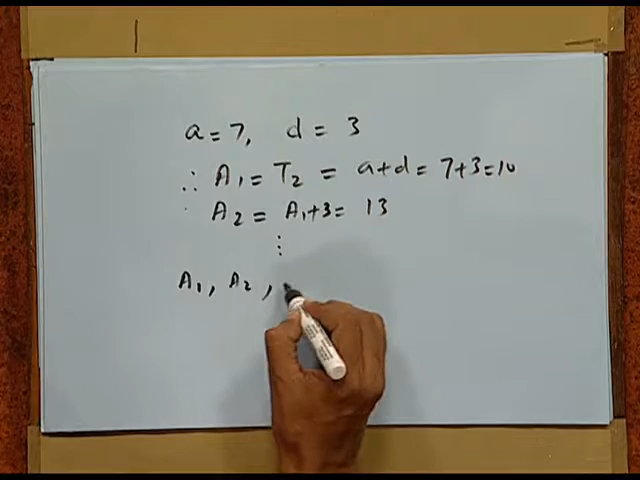 a = 7, d = 3
∴ A₁ = T₂ = a+d = 7+3=10
A₂ = A₁+3= 13
⋮
A₁, A₂ ,